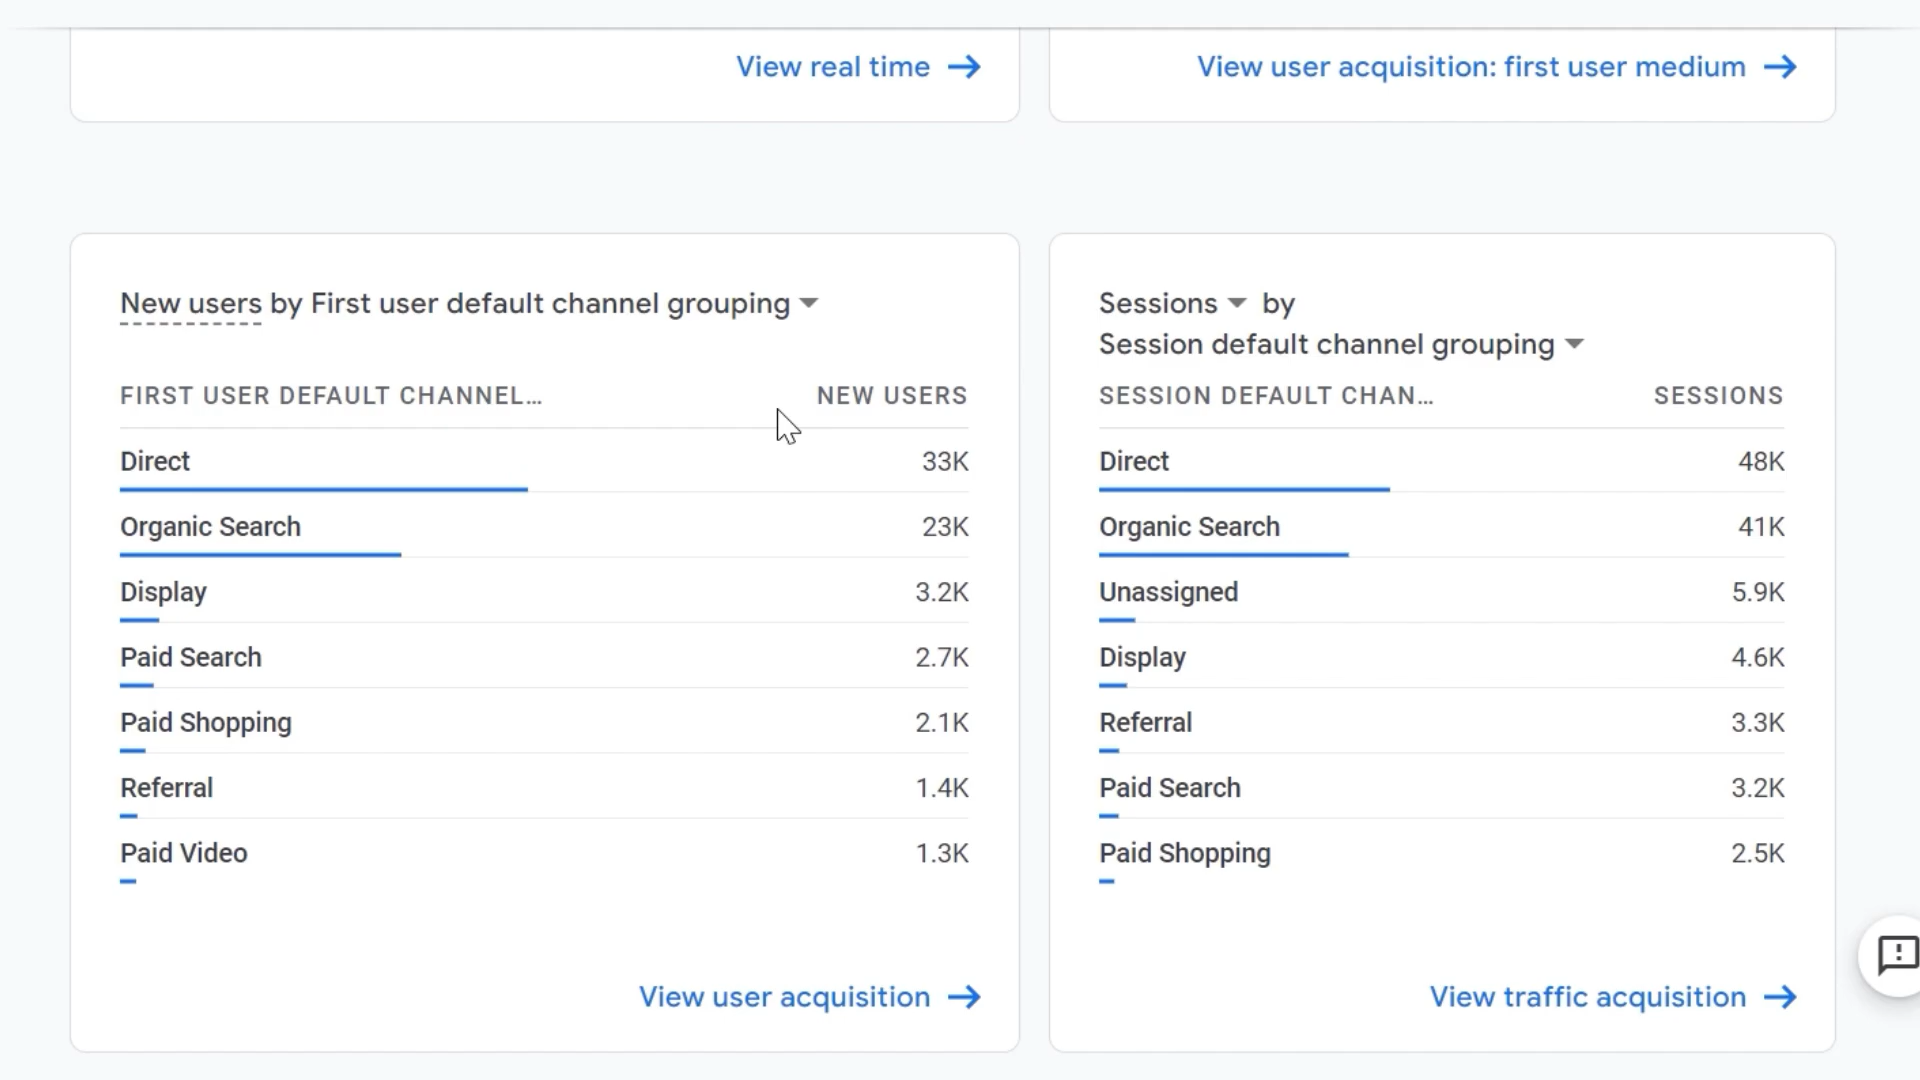 View real time
View user acquisition: first user medium
New users by First user default channel grouping
FIRST USER DEFAULT CHANNEL… NEW USERS
Direct 33K
Organic Search 23K
Display 3.2K
Paid Search 2.7K
Paid Shopping 2.1K
Referral 1.4K
Paid Video 1.3K
View user acquisition
Sessions by
Session default channel grouping
SESSION DEFAULT CHAN… SESSIONS
Direct 48K
Organic Search 41K
Unassigned 5.9K
Display 4.6K
Referral 3.3K
Paid Search 3.2K
Paid Shopping 2.5K
View traffic acquisition